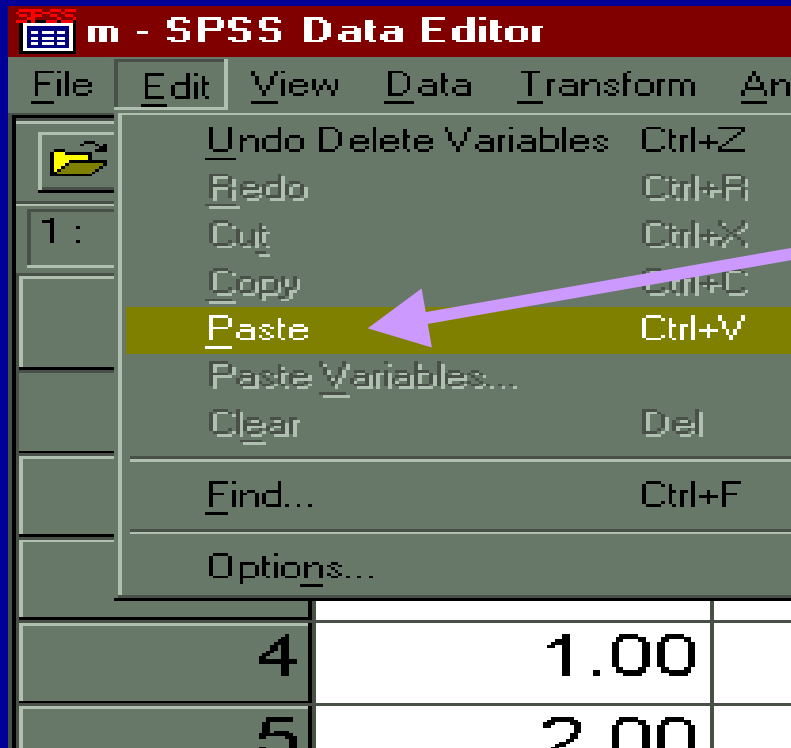 SPSS
m - SPSS Data Editor
File Edit View Data Transform An
Undo Delete Variables Ctrl+Z
Redo Ctrl+R
Cut Ctrl+X
Copy Ctrl+C
Paste Ctrl+V
Paste Variables...
Clear Del
Find... Ctrl+F
Options...
1 :
4 1.00
5 2.00